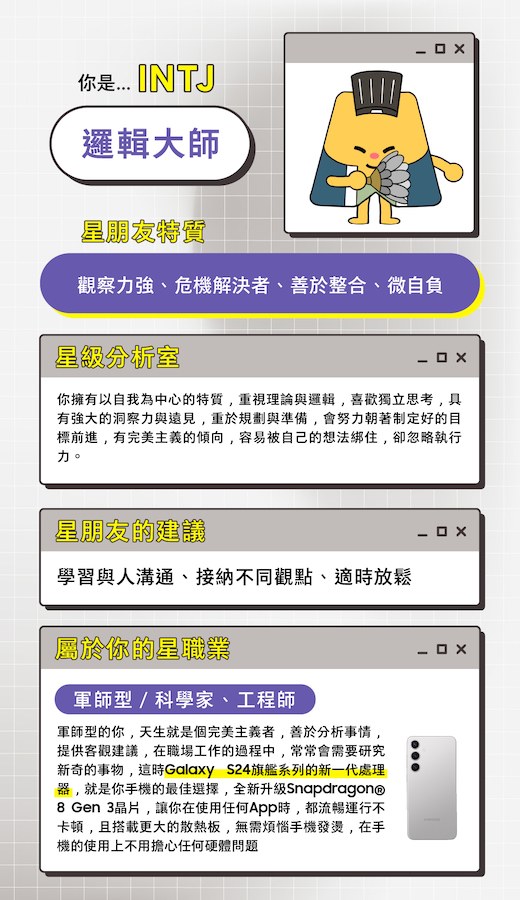 你是... INTJ
邏輯大師
星朋友特質
觀察力強、危機解決者、善於整合、微自負
星級分析室
你擁有以自我為中心的特質，重視理論與邏輯，喜歡獨立思考，具
有強大的洞察力與遠見，重於規劃與準備，會努力朝著制定好的目
標前進，有完美主義的傾向，容易被自己的想法綁住，卻忽略執行
力。
星朋友的建議
學習與人溝通、接納不同觀點、適時放鬆
屬於你的星職業
軍師型 / 科學家、工程師
軍師型的你，天生就是個完美主義者，善於分析事情，
提供客觀建議，在職場工作的過程中，常常會需要研究
新奇的事物，這時Galaxy S24旗艦系列的新一代處理
器，就是你手機的最佳選擇，全新升級Snapdragon®
8 Gen 3晶片，讓你在使用任何App時，都流暢運行不
卡頓，且搭載更大的散熱板，無需煩惱手機發燙，在手
機的使用上不用擔心任何硬體問題